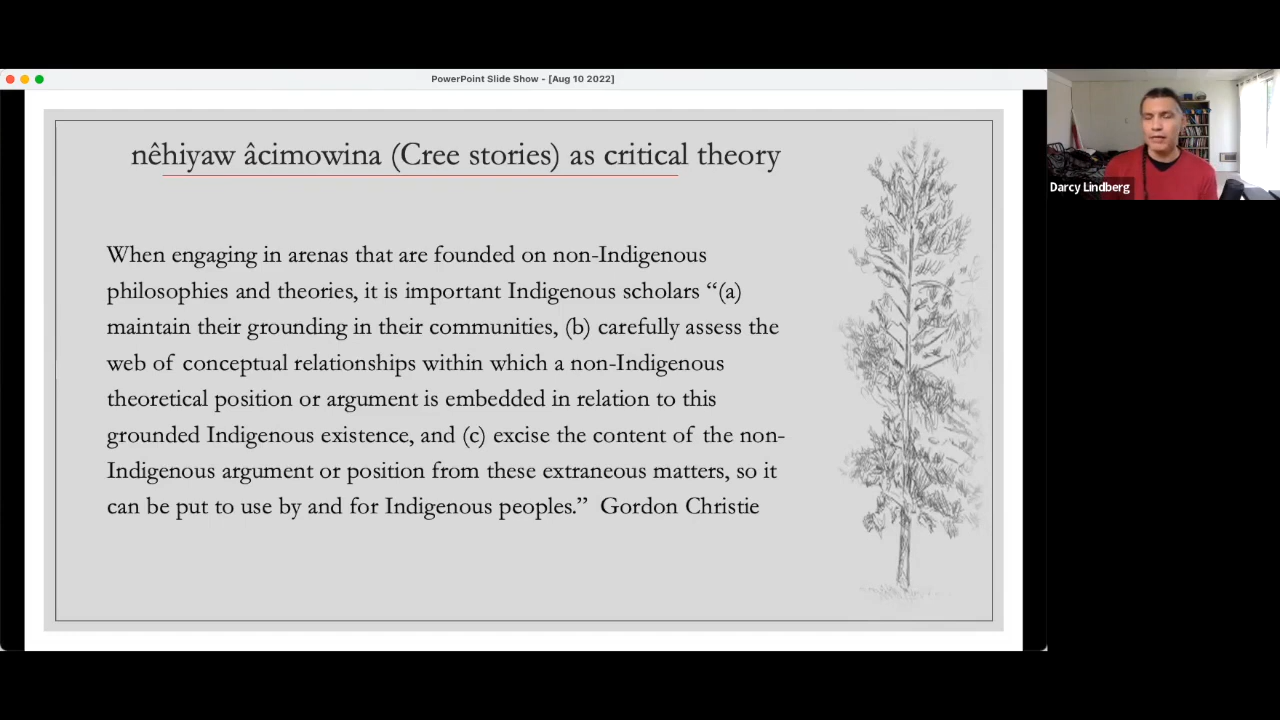 PowerPoint Slide Show - [Aug 10 2022]
nêhiyaw âcimowina (Cree stories) as critical theory
When engaging in arenas that are founded on non-Indigenous
philosophies and theories, it is important Indigenous scholars “(a)
maintain their grounding in their communities, (b) carefully assess the
web of conceptual relationships within which a non-Indigenous
theoretical position or argument is embedded in relation to this
grounded Indigenous existence, and (c) excise the content of the non-
Indigenous argument or position from these extraneous matters, so it
can be put to use by and for Indigenous peoples.” Gordon Christie
Darcy Lindberg